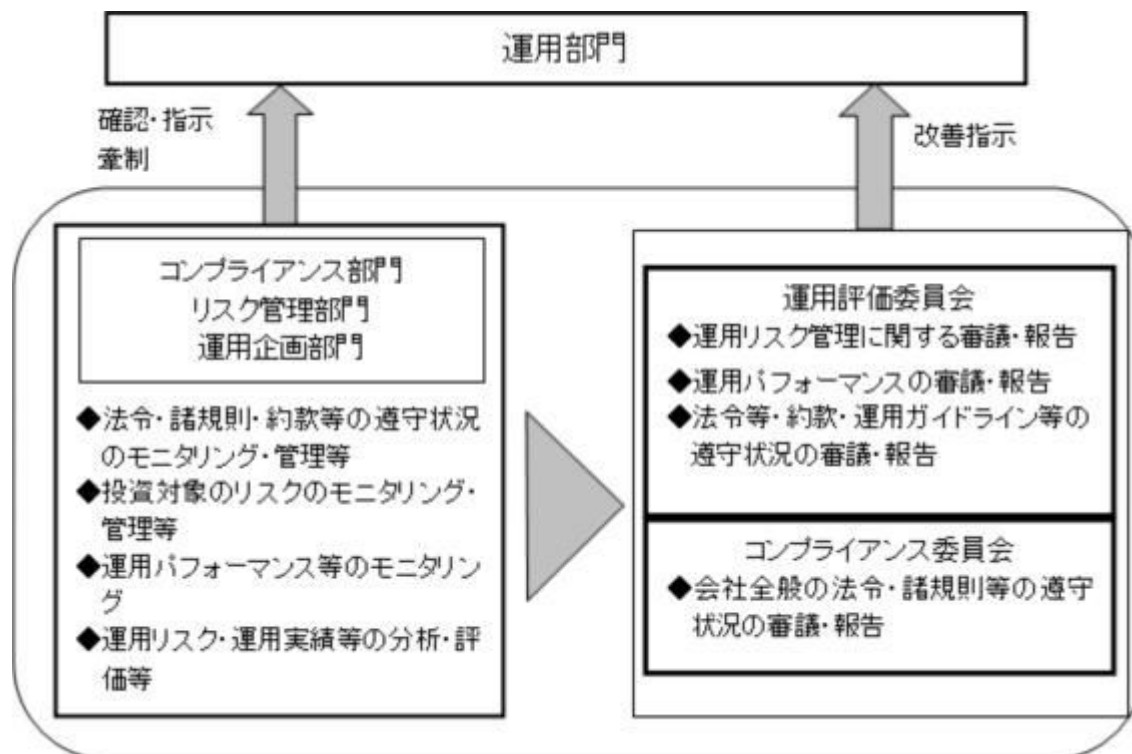 運用部門
確認・指示
牽制
改善指示
コンプライアンス部門
リスク管理部門
運用企画部門
◆法令・諸規則・約款等の遵守状況
のモニタリング・管理等
◆投資対象のリスクのモニタリング・
管理等
◆運用パフォーマンス等のモニタリン
グ
◆運用リスク・運用実績等の分析・評
価等
運用評価委員会
◆運用リスク管理に関する審議・報告
◆運用パフォーマンスの審議・報告
◆法令等・約款・運用ガイドライン等の
遵守状況の審議・報告
コンプライアンス委員会
◆会社全般の法令・諸規則等の遵守
状況の審議・報告